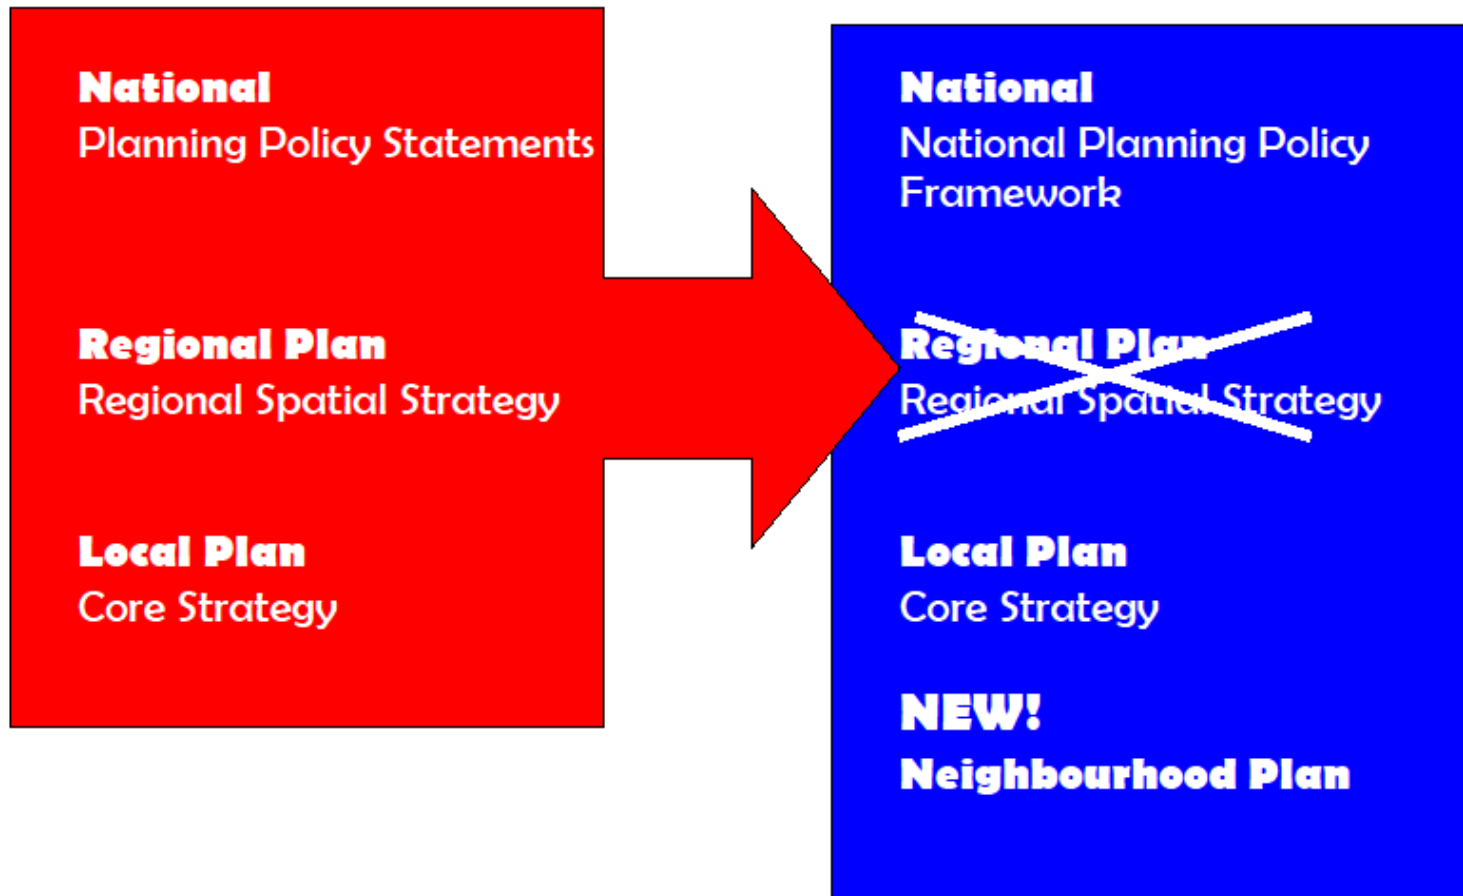 National
Planning Policy Statements
Regional Plan
Regional Spatial Strategy
Local Plan
Core Strategy
National
National Planning Policy
Framework
Regional Plan
Regional Spatial Strategy
Local Plan
Core Strategy
NEW!
Neighbourhood Plan